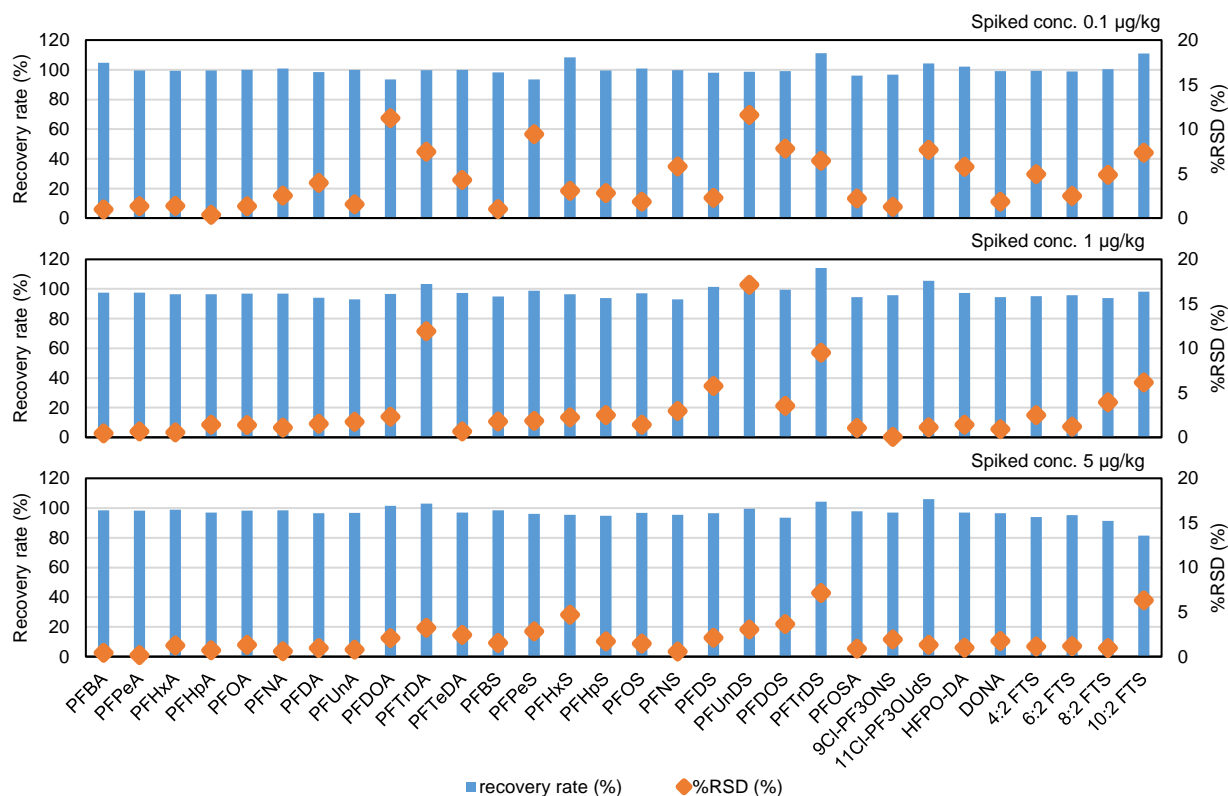 Spiked conc. 0.1 µg/kg
Recovery rate (%)
120
100
80
60
40
20
0
20
15
10
5
0
%RSD (%)
Spiked conc. 1 µg/kg
Recovery rate (%)
120
100
80
60
40
20
0
20
15
10
5
0
%RSD (%)
Spiked conc. 5 µg/kg
Recovery rate (%)
120
100
80
60
40
20
0
20
15
10
5
0
%RSD (%)
PFBA
PFPeA
PFHxA
PFHpA
PFOA
PFNA
PFDA
PFUnA
PFDOA
PFTrDA
PFTeDA
PFBS
PFPeS
PFHxS
PFHpS
PFOS
PFNS
PFDS
PFUnDS
PFDOS
PFTrDS
PFOSA
9Cl-PF3ONS
11Cl-PF3OUdS
HFPO-DA
DONA
4:2 FTS
6:2 FTS
8:2 FTS
10:2 FTS
recovery rate (%)
%RSD (%)